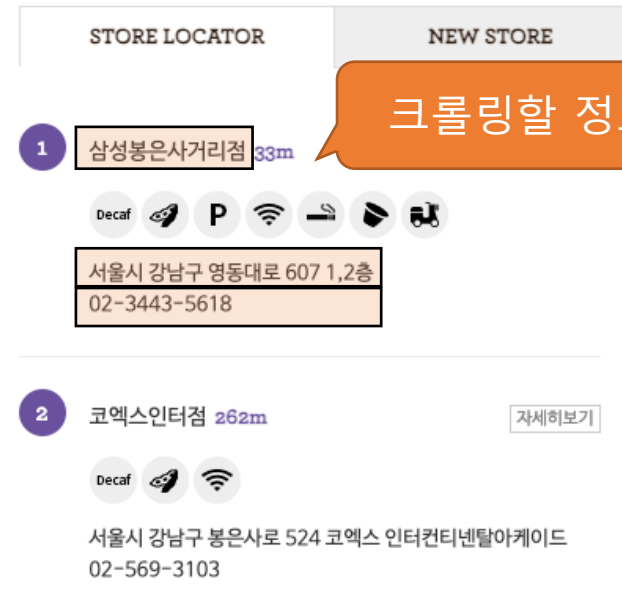 STORE LOCATOR
NEW STORE
크롤링할
1
삼성봉은사거리점 33m
Decaf P
서울시 강남구 영동대로 607 1,2층
02-3443-5618
2
코엑스인터점 262m
자세히보기
Decaf
서울시 강남구 봉은사로 524 코엑스 인터컨티넨탈아케이드
02-569-3103